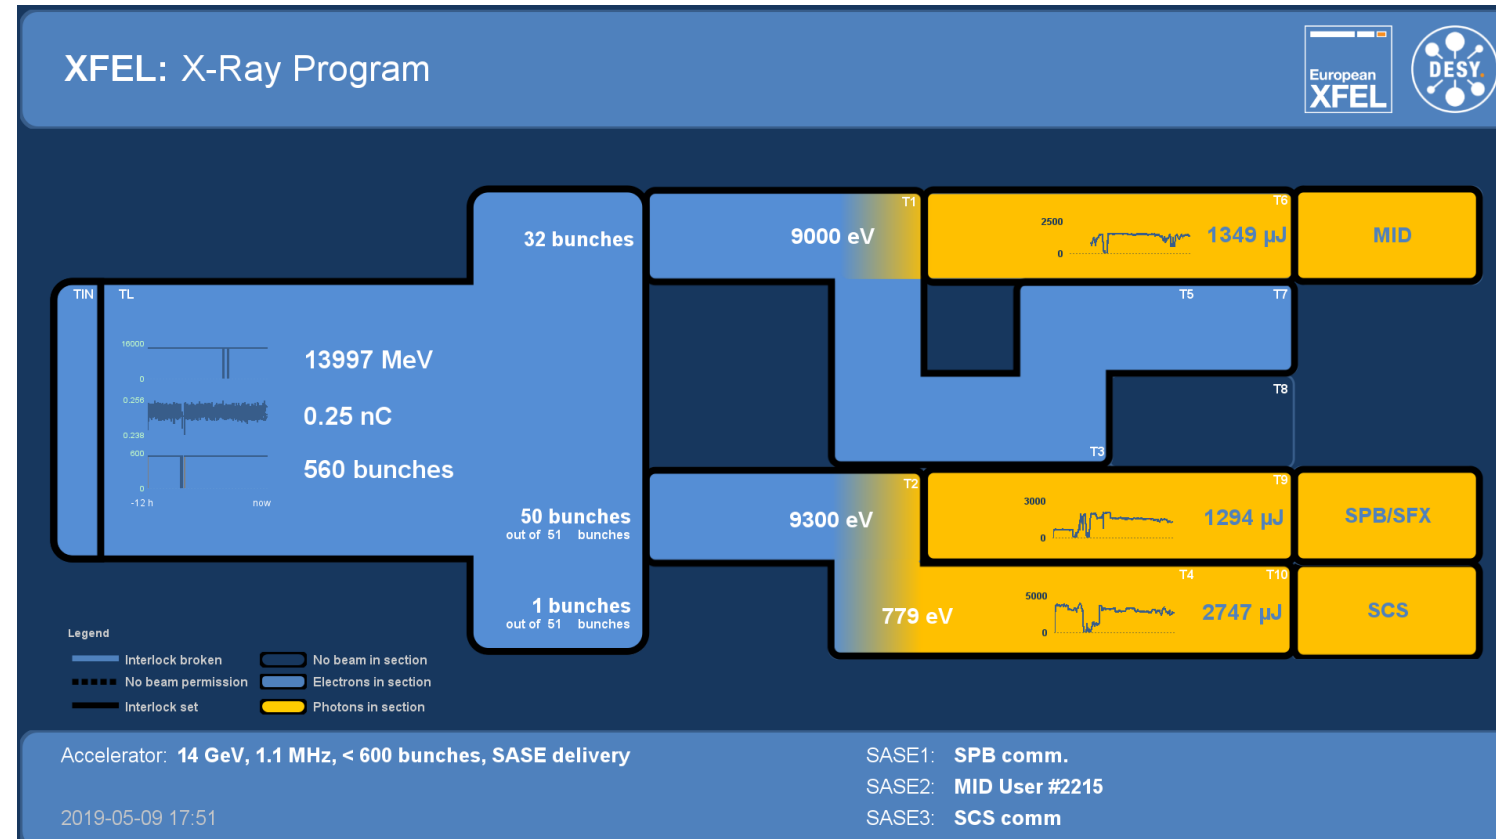 XFEL: X-Ray Program
European
XFEL
DESY.
32 bunches
T1
9000 eV
T6
2500
0
1349 µJ
MID
TIN
TL
T5
T7
16000
0
13997 MeV
0.256
0.238
0.25 nC
600
0
560 bunches
-12 h
now
T8
T3
50 bunches
out of 51 bunches
T2
9300 eV
T9
3000
0
1294 µJ
SPB/SFX
1 bunches
out of 51 bunches
779 eV
T4
T10
5000
0
2747 µJ
SCS
Legend
Interlock broken
No beam in section
No beam permission
Electrons in section
Interlock set
Photons in section
Accelerator: 14 GeV, 1.1 MHz, < 600 bunches, SASE delivery
SASE1: SPB comm.
SASE2: MID User #2215
2019-05-09 17:51
SASE3: SCS comm